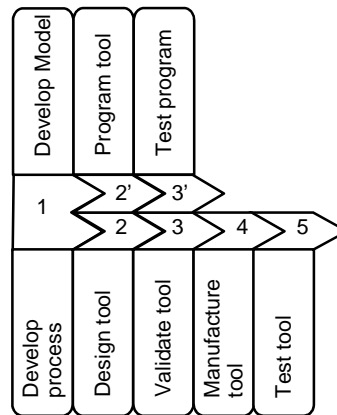 Develop Model
Program tool
Test program
2'
3'
1
2
3
4
5
Develop
process
Design tool
Validate tool
Manufacture
tool
Test tool